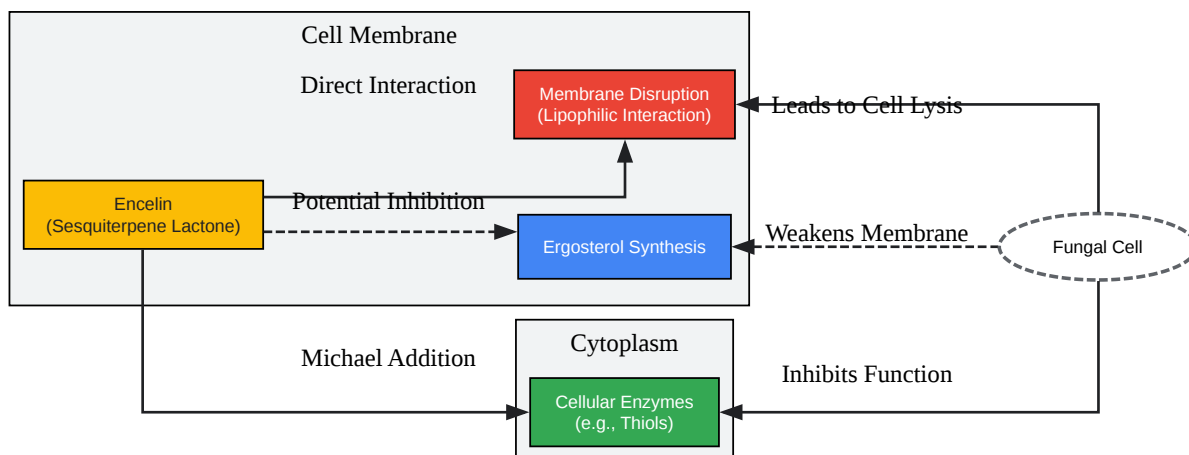 Cell Membrane
Direct Interaction
Membrane Disruption
(Lipophilic Interaction)
Leads to Cell Lysis
Encelin
(Sesquiterpene Lactone)
Potential Inhibition
Ergosterol Synthesis
Weakens Membrane
Fungal Cell
Cytoplasm
Michael Addition
Cellular Enzymes
(e.g., Thiols)
Inhibits Function